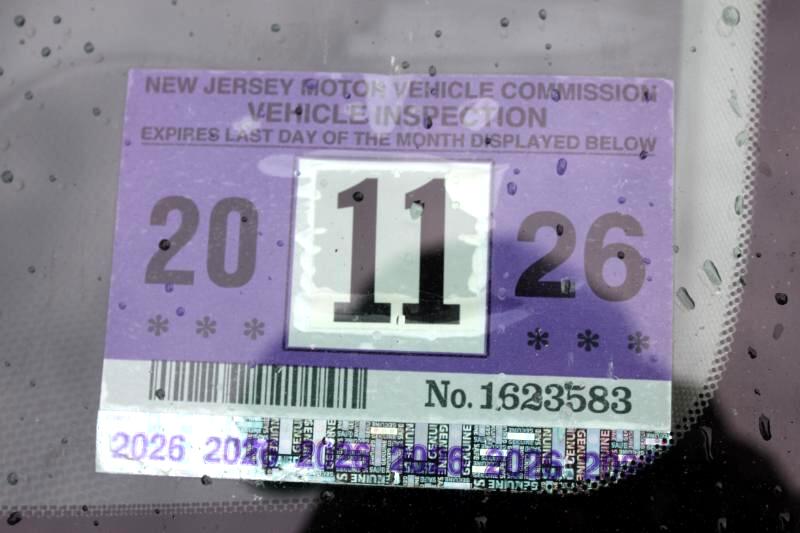 NEW JERSEY MOTOR VEHICLE COMMISSION
VEHICLE INSPECTION
EXPIRES LAST DAY OF THE MONTH DISPLAYED BELOW
20 11 26
* * * * * *
No. 1623583
2026 2026 2026 2026 2026